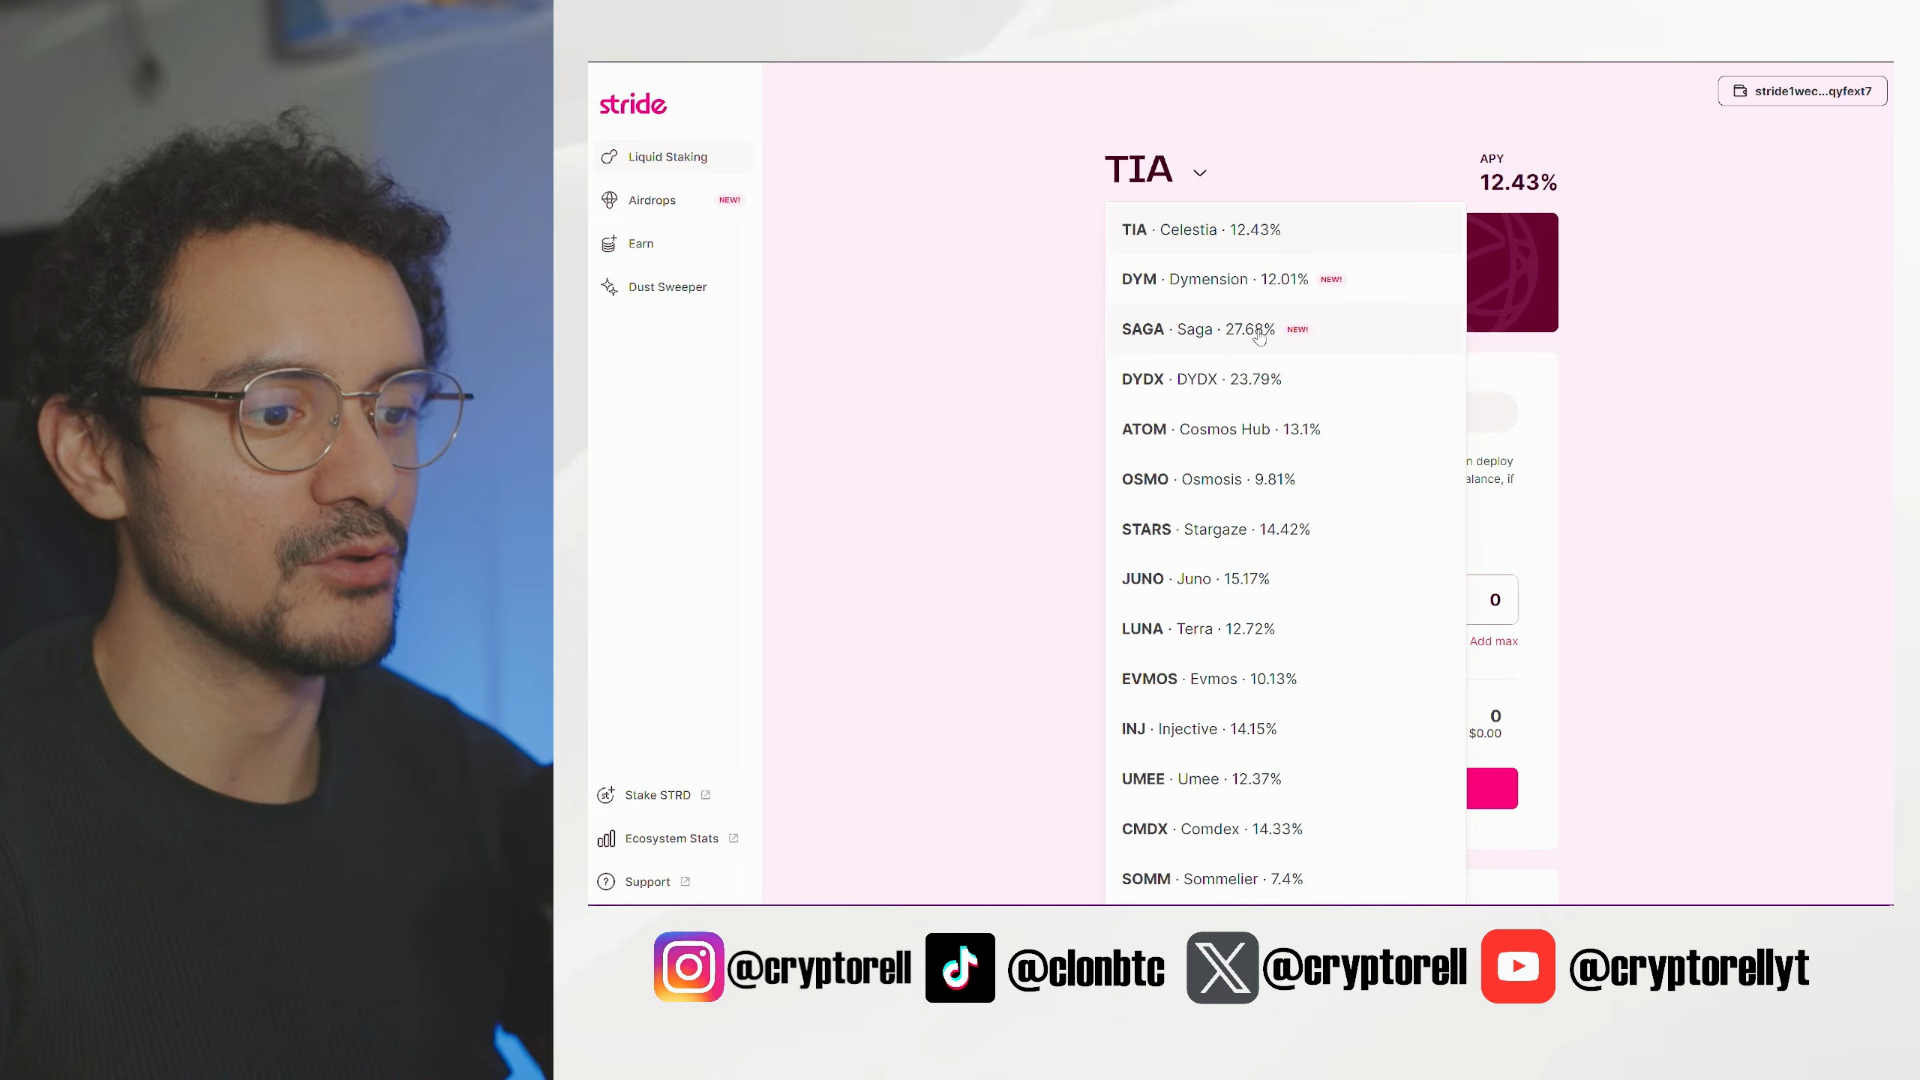 stride
Liquid Staking
Airdrops NEW!
Earn
Dust Sweeper
Stake STRD
Ecosystem Stats
Support
stride1wec...qyfext7
TIA
APY
12.43%
TIA · Celestia · 12.43%
DYM · Dymension · 12.01% NEW!
SAGA · Saga · 27.68% NEW!
DYDX · DYDX · 23.79%
ATOM · Cosmos Hub · 13.1%
OSMO · Osmosis · 9.81%
STARS · Stargaze · 14.42%
JUNO · Juno · 15.17%
LUNA · Terra · 12.72%
EVMOS · Evmos · 10.13%
INJ · Injective · 14.15%
UMEE · Umee · 12.37%
CMDX · Comdex · 14.33%
SOMM · Sommelier · 7.4%
n deploy
alance, if
0
Add max
0
$0.00
@cryptorell @clonbtc @cryptorell @cryptorellyt